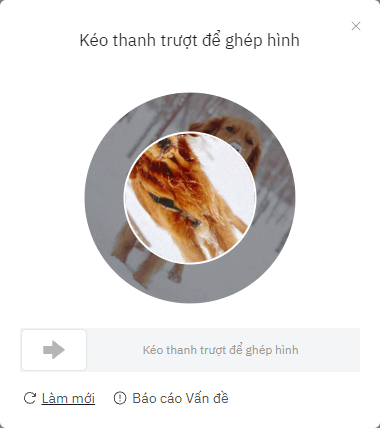 Kéo thanh trượt để ghép hình
Kéo thanh trượt để ghép hình
Làm mới
Báo cáo Vấn đề